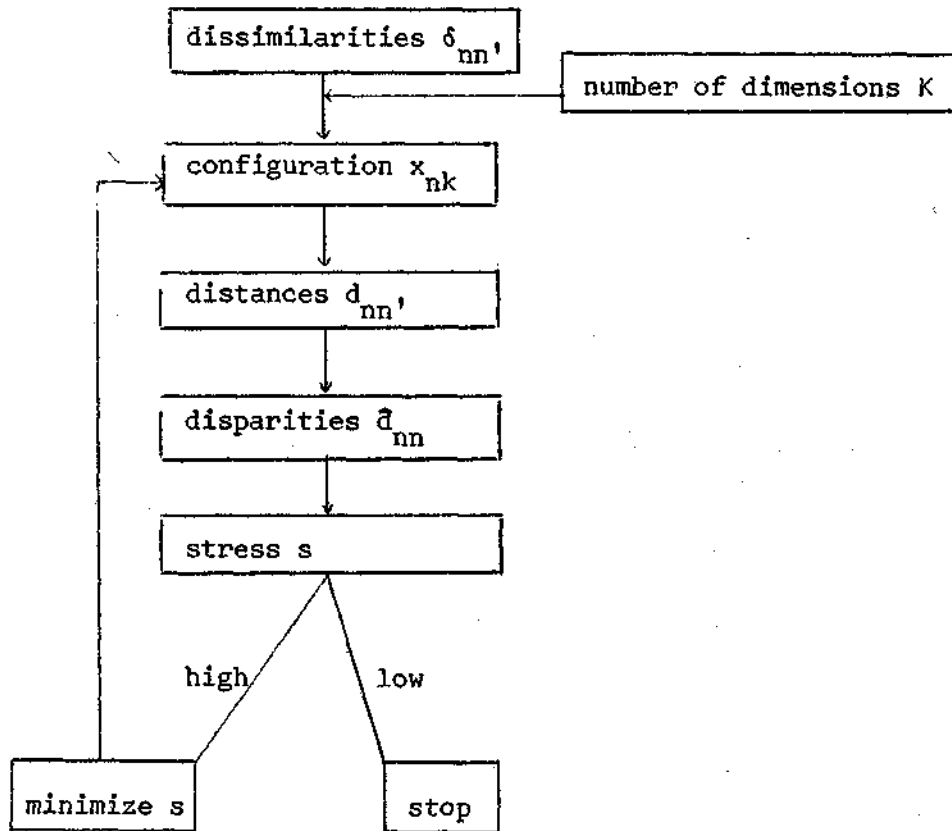 dissimilarities δnn'
number of dimensions K
configuration xnk
distances dnn'
disparities d̂nn
stress s
high
low
minimize s
stop